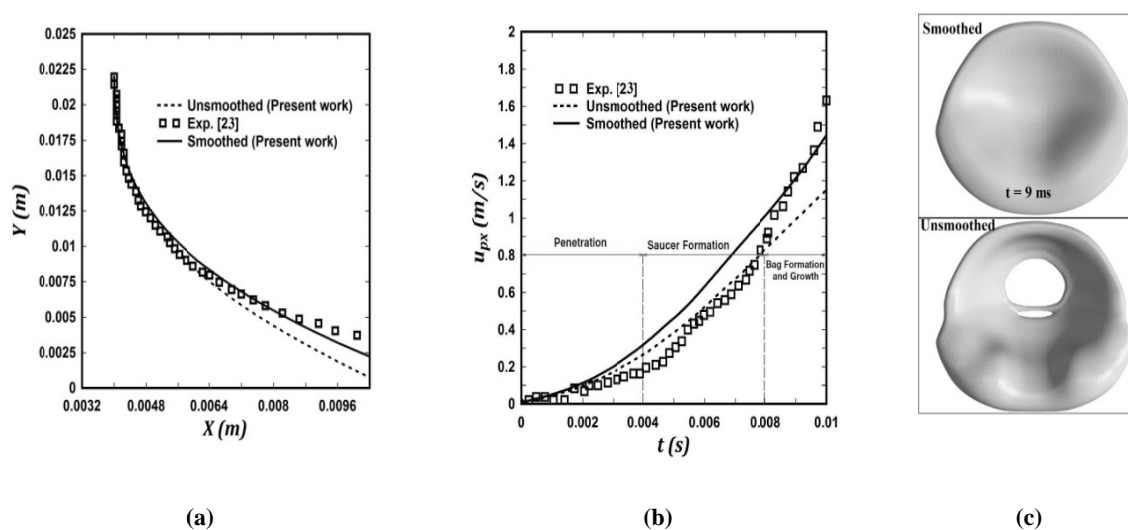 0.025
0.0225
0.02
0.0175
0.015
0.0125
0.01
0.0075
0.005
0.0025
0
Y (m)
Unsmoothed (Present work)
Exp. [23]
Smoothed (Present work)
0.0032 0.0048 0.0064 0.008 0.0096
X (m)
(a)
2
1.8
1.6
1.4
1.2
1
0.8
0.6
0.4
0.2
0
u_px (m/s)
Exp. [23]
Unsmoothed (Present work)
Smoothed (Present work)
Penetration
Saucer Formation
Bag Formation
and Growth
0 0.002 0.004 0.006 0.008 0.01
t (s)
(b)
Smoothed
t = 9 ms
Unsmoothed
(c)